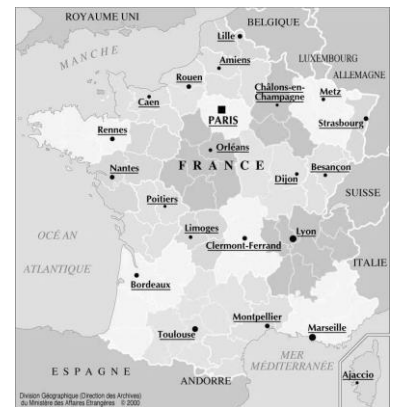 ROYAUME UNI
BELGIQUE
Lille
MANCHE
Amiens
LUXEMBOURG
Rouen
ALLEMAGNE
Caen
Châlons-en-
Champagne
Metz
PARIS
Strasbourg
Rennes
Orléans
FRANCE
Nantes
Besançon
Dijon
SUISSE
Poitiers
OCÉAN
ATLANTIQUE
Limoges
Lyon
Clermont-Ferrand
ITALIE
Bordeaux
Montpellier
Toulouse
Marseille
MER
MÉDITERRANÉE
ESPAGNE
ANDORRE
Ajaccio
Division Géographique (Direction des Archives)
du Ministère des Affaires Etrangères © 2000